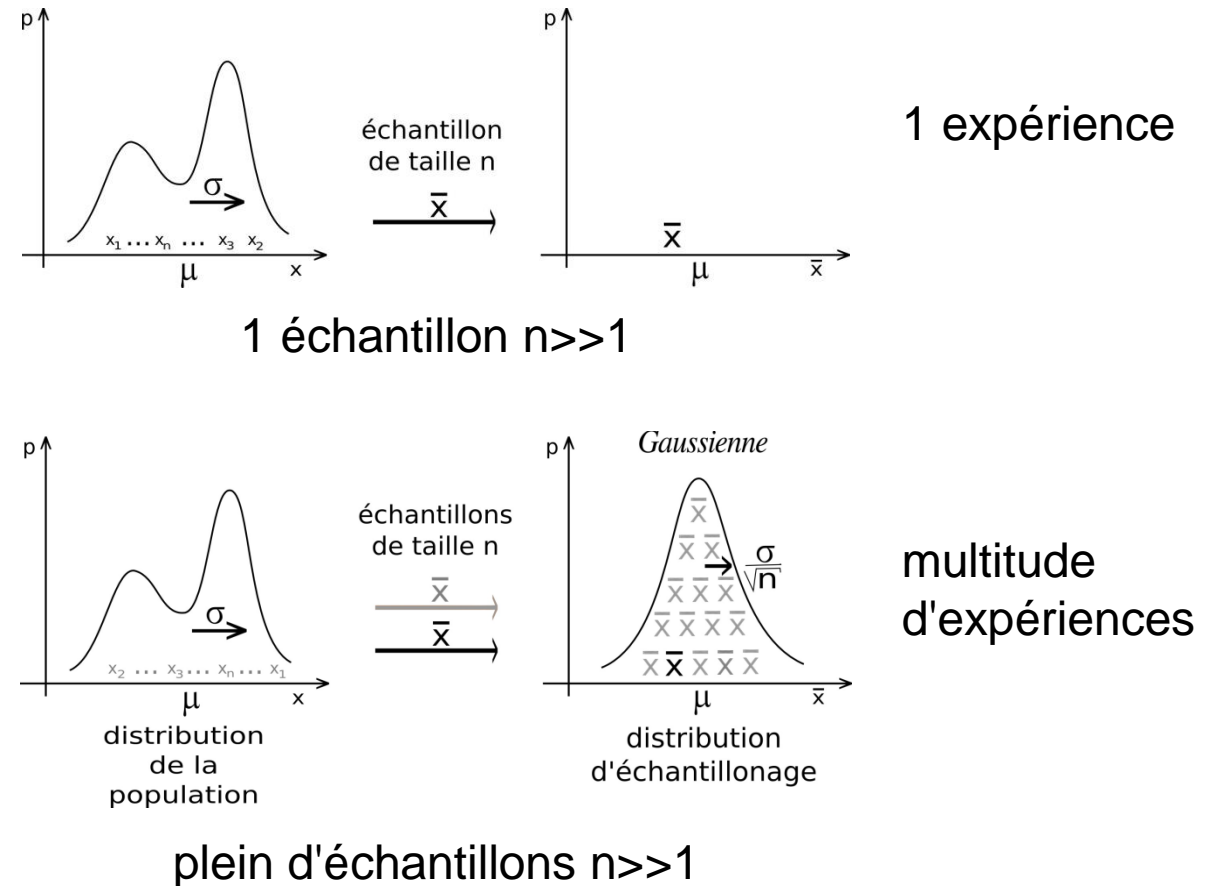 p
p
échantillon
de taille n
x̄
1 expérience
σ
x₁ ... xₙ ... x₃ x₂
x̄
μ
x
μ
x̄
1 échantillon n>>1
p
p
Gaussienne
échantillons
de taille n
x̄
x̄
σ
x̄
x̄ x̄
σ/√n
x̄ x̄ x̄
x̄ x̄ x̄ x̄
x̄ x̄ x̄ x̄ x̄
multitude
d'expériences
x₂ ... x₃ ... xₙ ... x₁
μ
x
μ
x̄
distribution
de la
population
distribution
d'échantillonage
plein d'échantillons n>>1